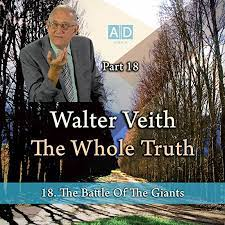 AD
Part 18
Walter Veith
The Whole Truth
18. The Battle Of The Giants